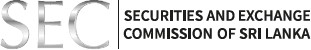 SEC
SECURITIES AND EXCHANGE
COMMISSION OF SRI LANKA